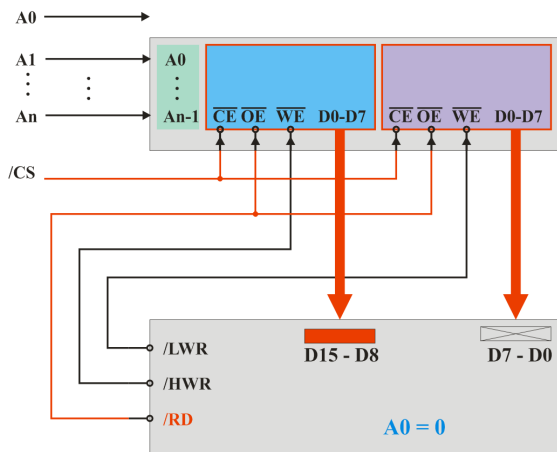 A0
A1 A0
⋮ ⋮ ⋮
An An-1 CE OE WE D0-D7 CE OE WE D0-D7
/CS
/LWR D15 - D8 D7 - D0
/HWR
/RD A0 = 0